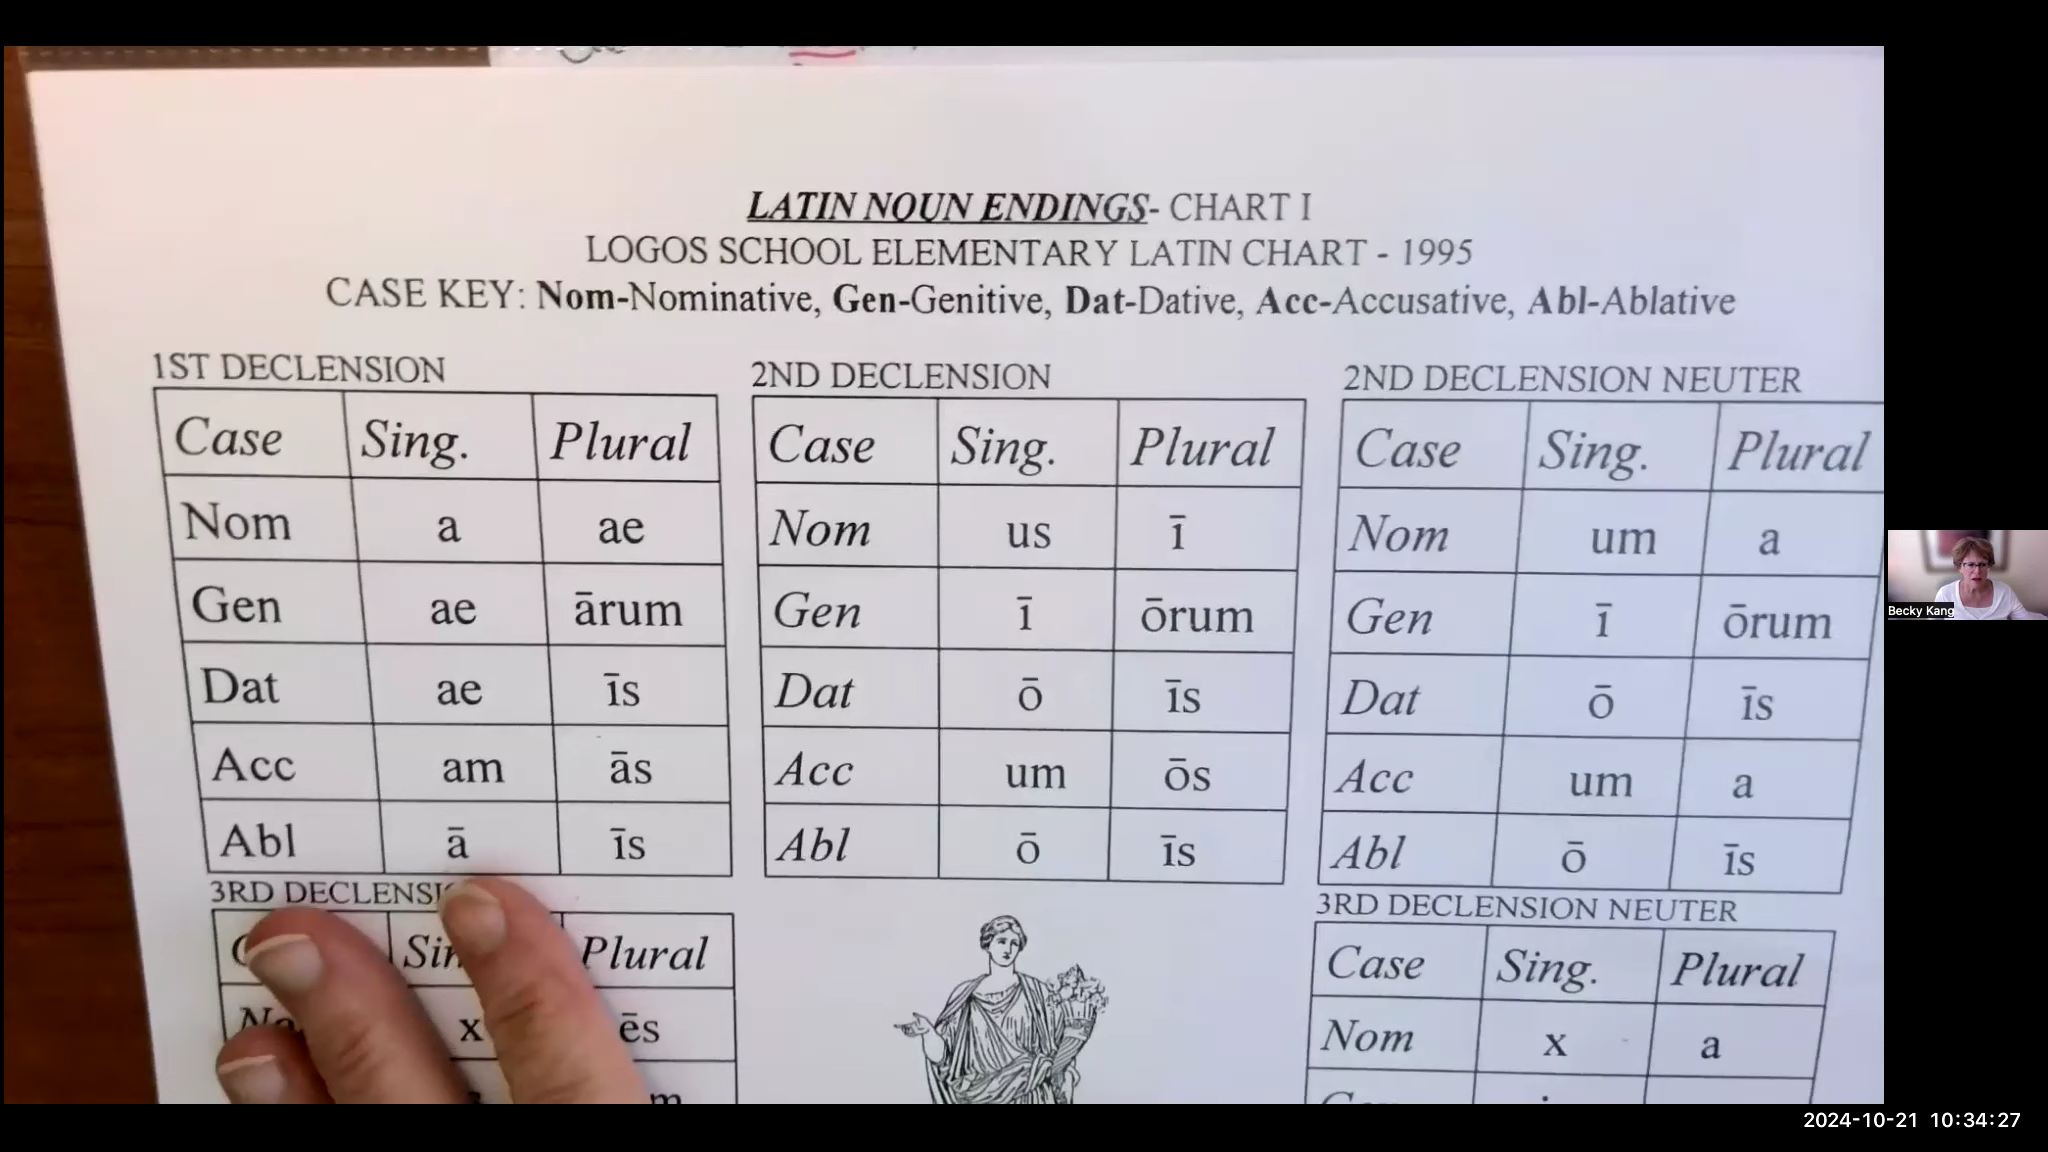 LATIN NOUN ENDINGS- CHART I
LOGOS SCHOOL ELEMENTARY LATIN CHART - 1995
CASE KEY: Nom-Nominative, Gen-Genitive, Dat-Dative, Acc-Accusative, Abl-Ablative
1ST DECLENSION
Case Sing. Plural
Nom a ae
Gen ae ārum
Dat ae īs
Acc am ās
Abl ā īs
2ND DECLENSION
Case Sing. Plural
Nom us ī
Gen ī ōrum
Dat ō īs
Acc um ōs
Abl ō īs
2ND DECLENSION NEUTER
Case Sing. Plural
Nom um a
Gen ī ōrum
Dat ō īs
Acc um a
Abl ō īs
3RD
Plural
x ēs
3RD DECLENSION NEUTER
Case Sing. Plural
Nom x a
Becky Kang
2024-10-21 10:34:27